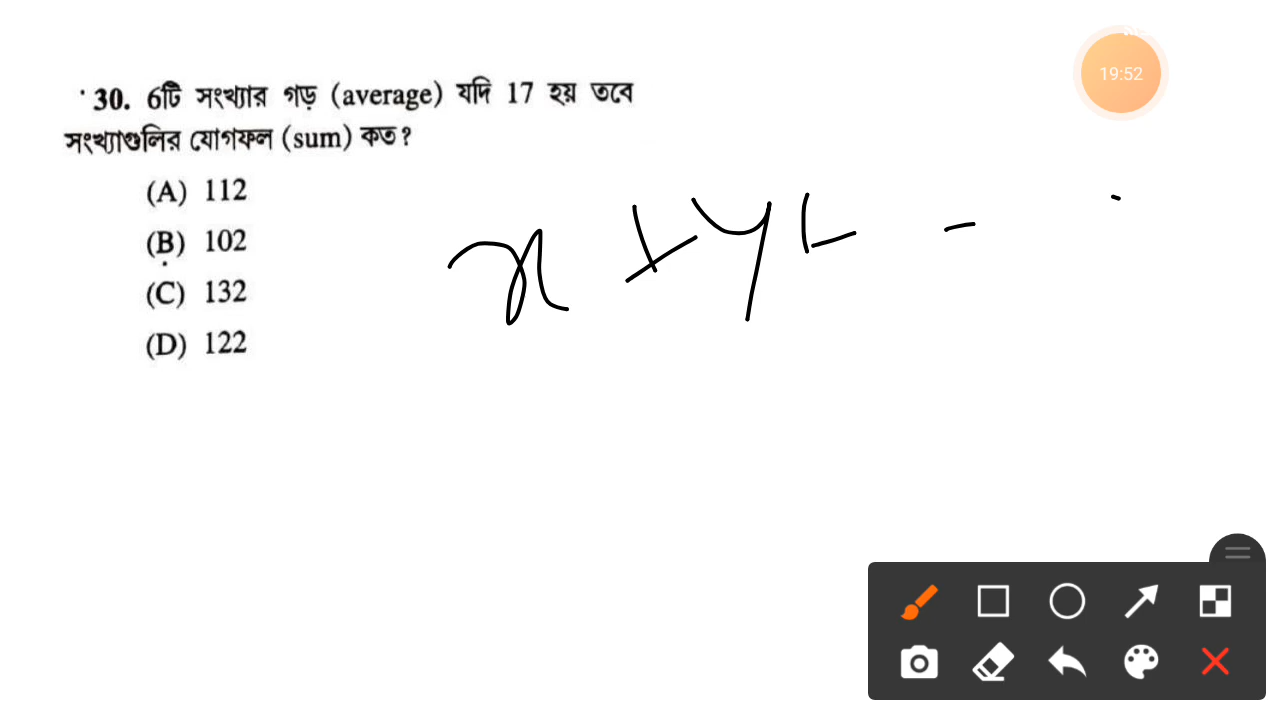 19:52
30. 6টি সংখ্যার গড় (average) যদি 17 হয় তবে
সংখ্যাগুলির যোগফল (sum) কত?
(A) 112
(B) 102
(C) 132
(D) 122
x + y +